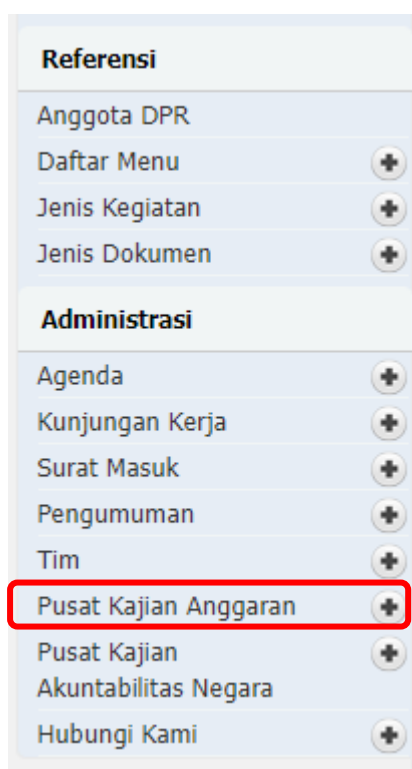 Referensi
Anggota DPR
Daftar Menu
Jenis Kegiatan
Jenis Dokumen
Administrasi
Agenda
Kunjungan Kerja
Surat Masuk
Pengumuman
Tim
Pusat Kajian Anggaran
Pusat Kajian
Akuntabilitas Negara
Hubungi Kami